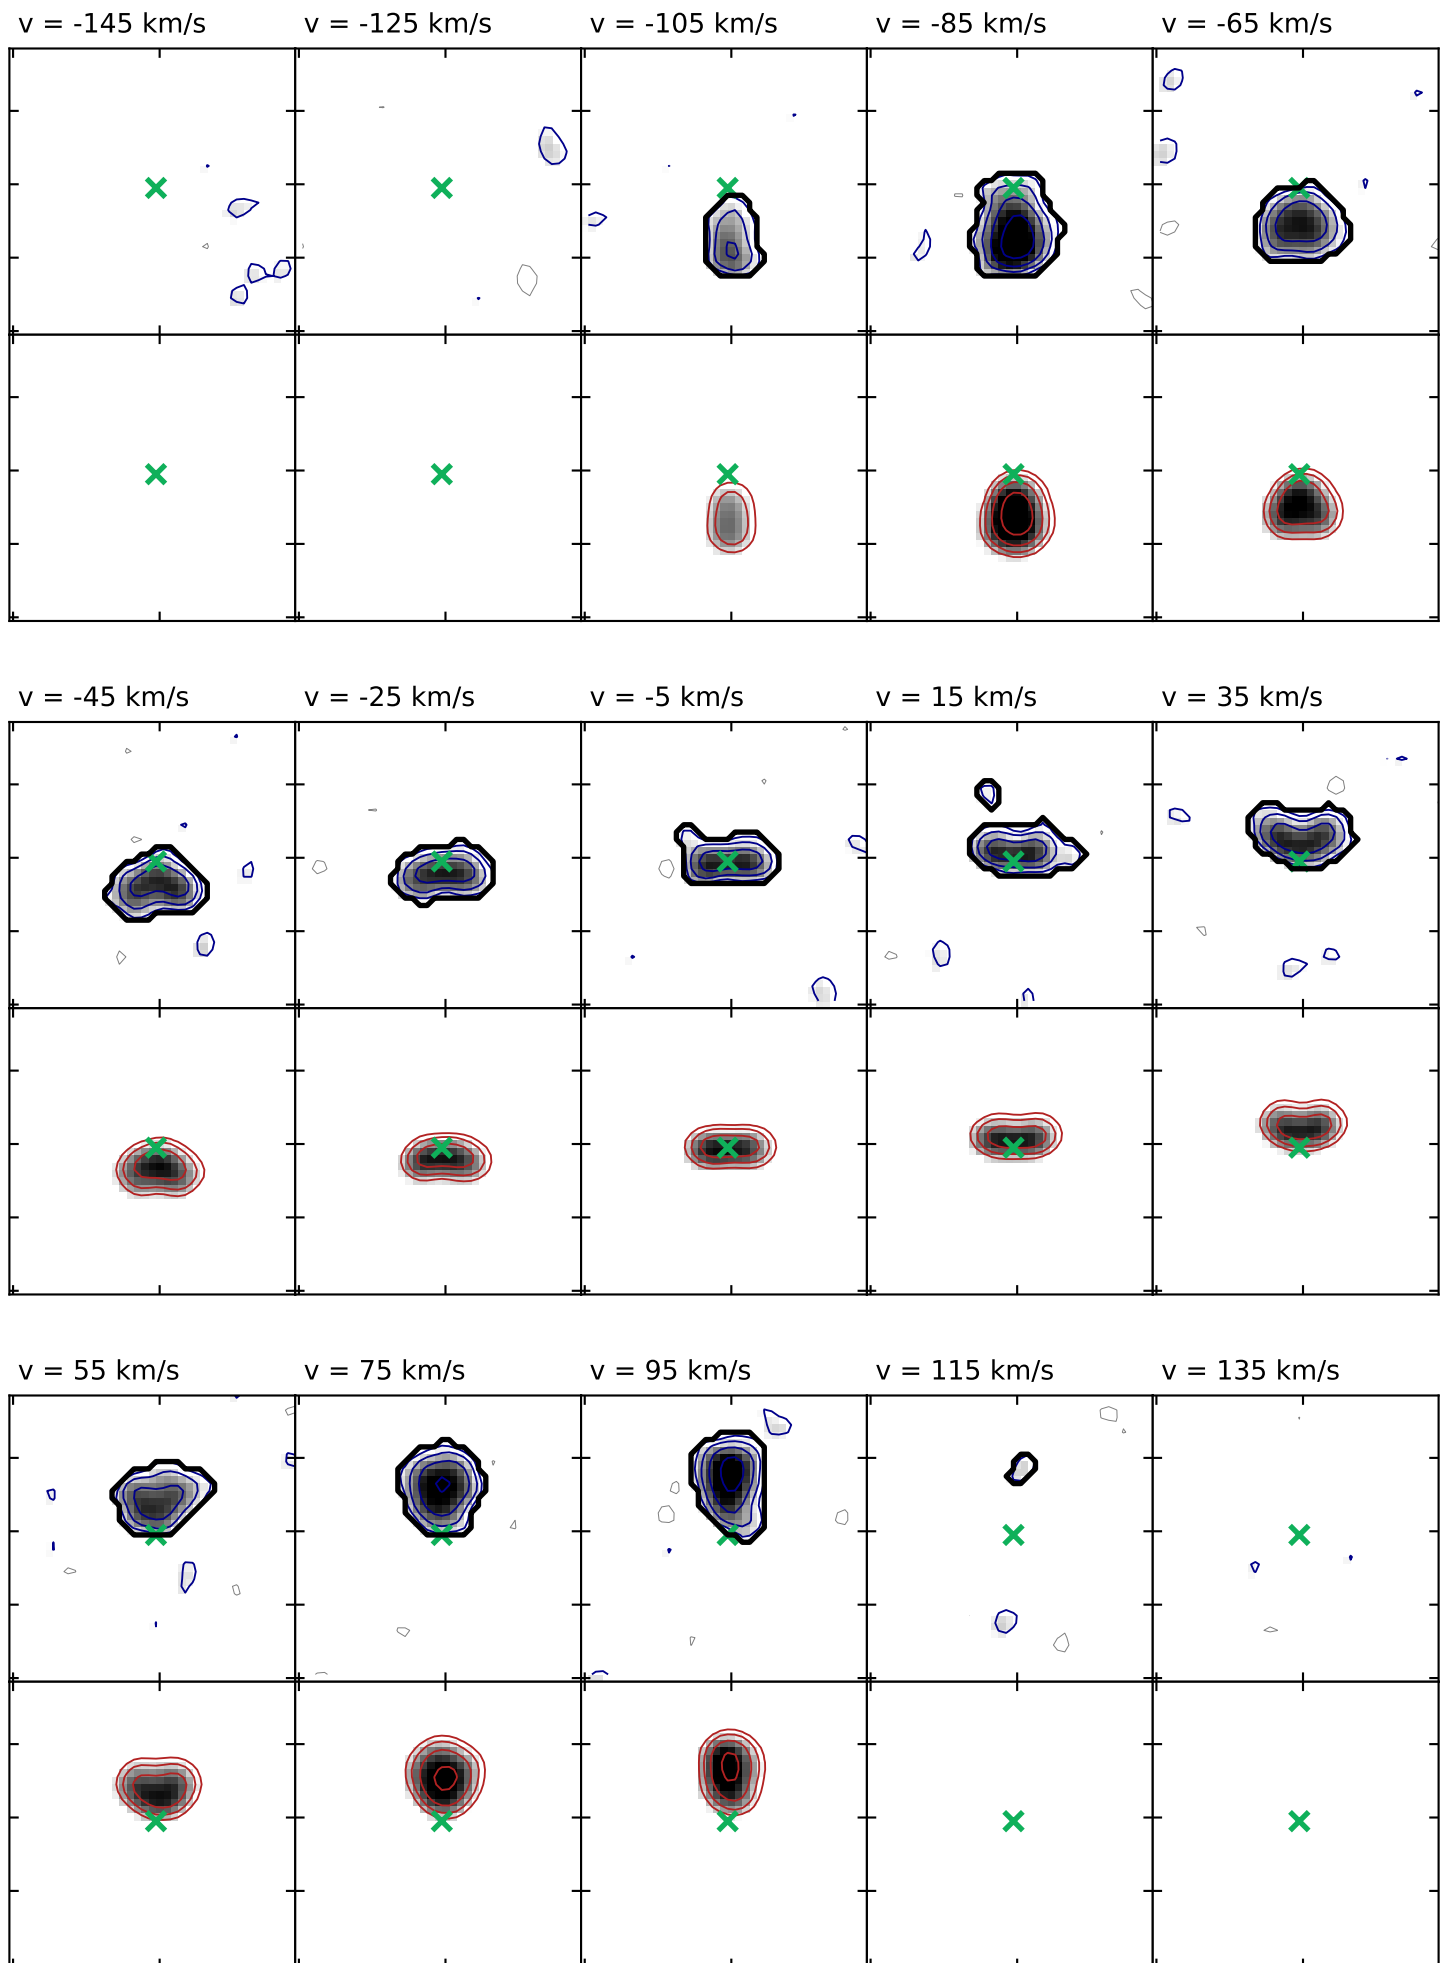 v = -145 km/s v = -125 km/s v = -105 km/s v = -85 km/s v = -65 km/s
v = -45 km/s v = -25 km/s v = -5 km/s v = 15 km/s v = 35 km/s
v = 55 km/s v = 75 km/s v = 95 km/s v = 115 km/s v = 135 km/s